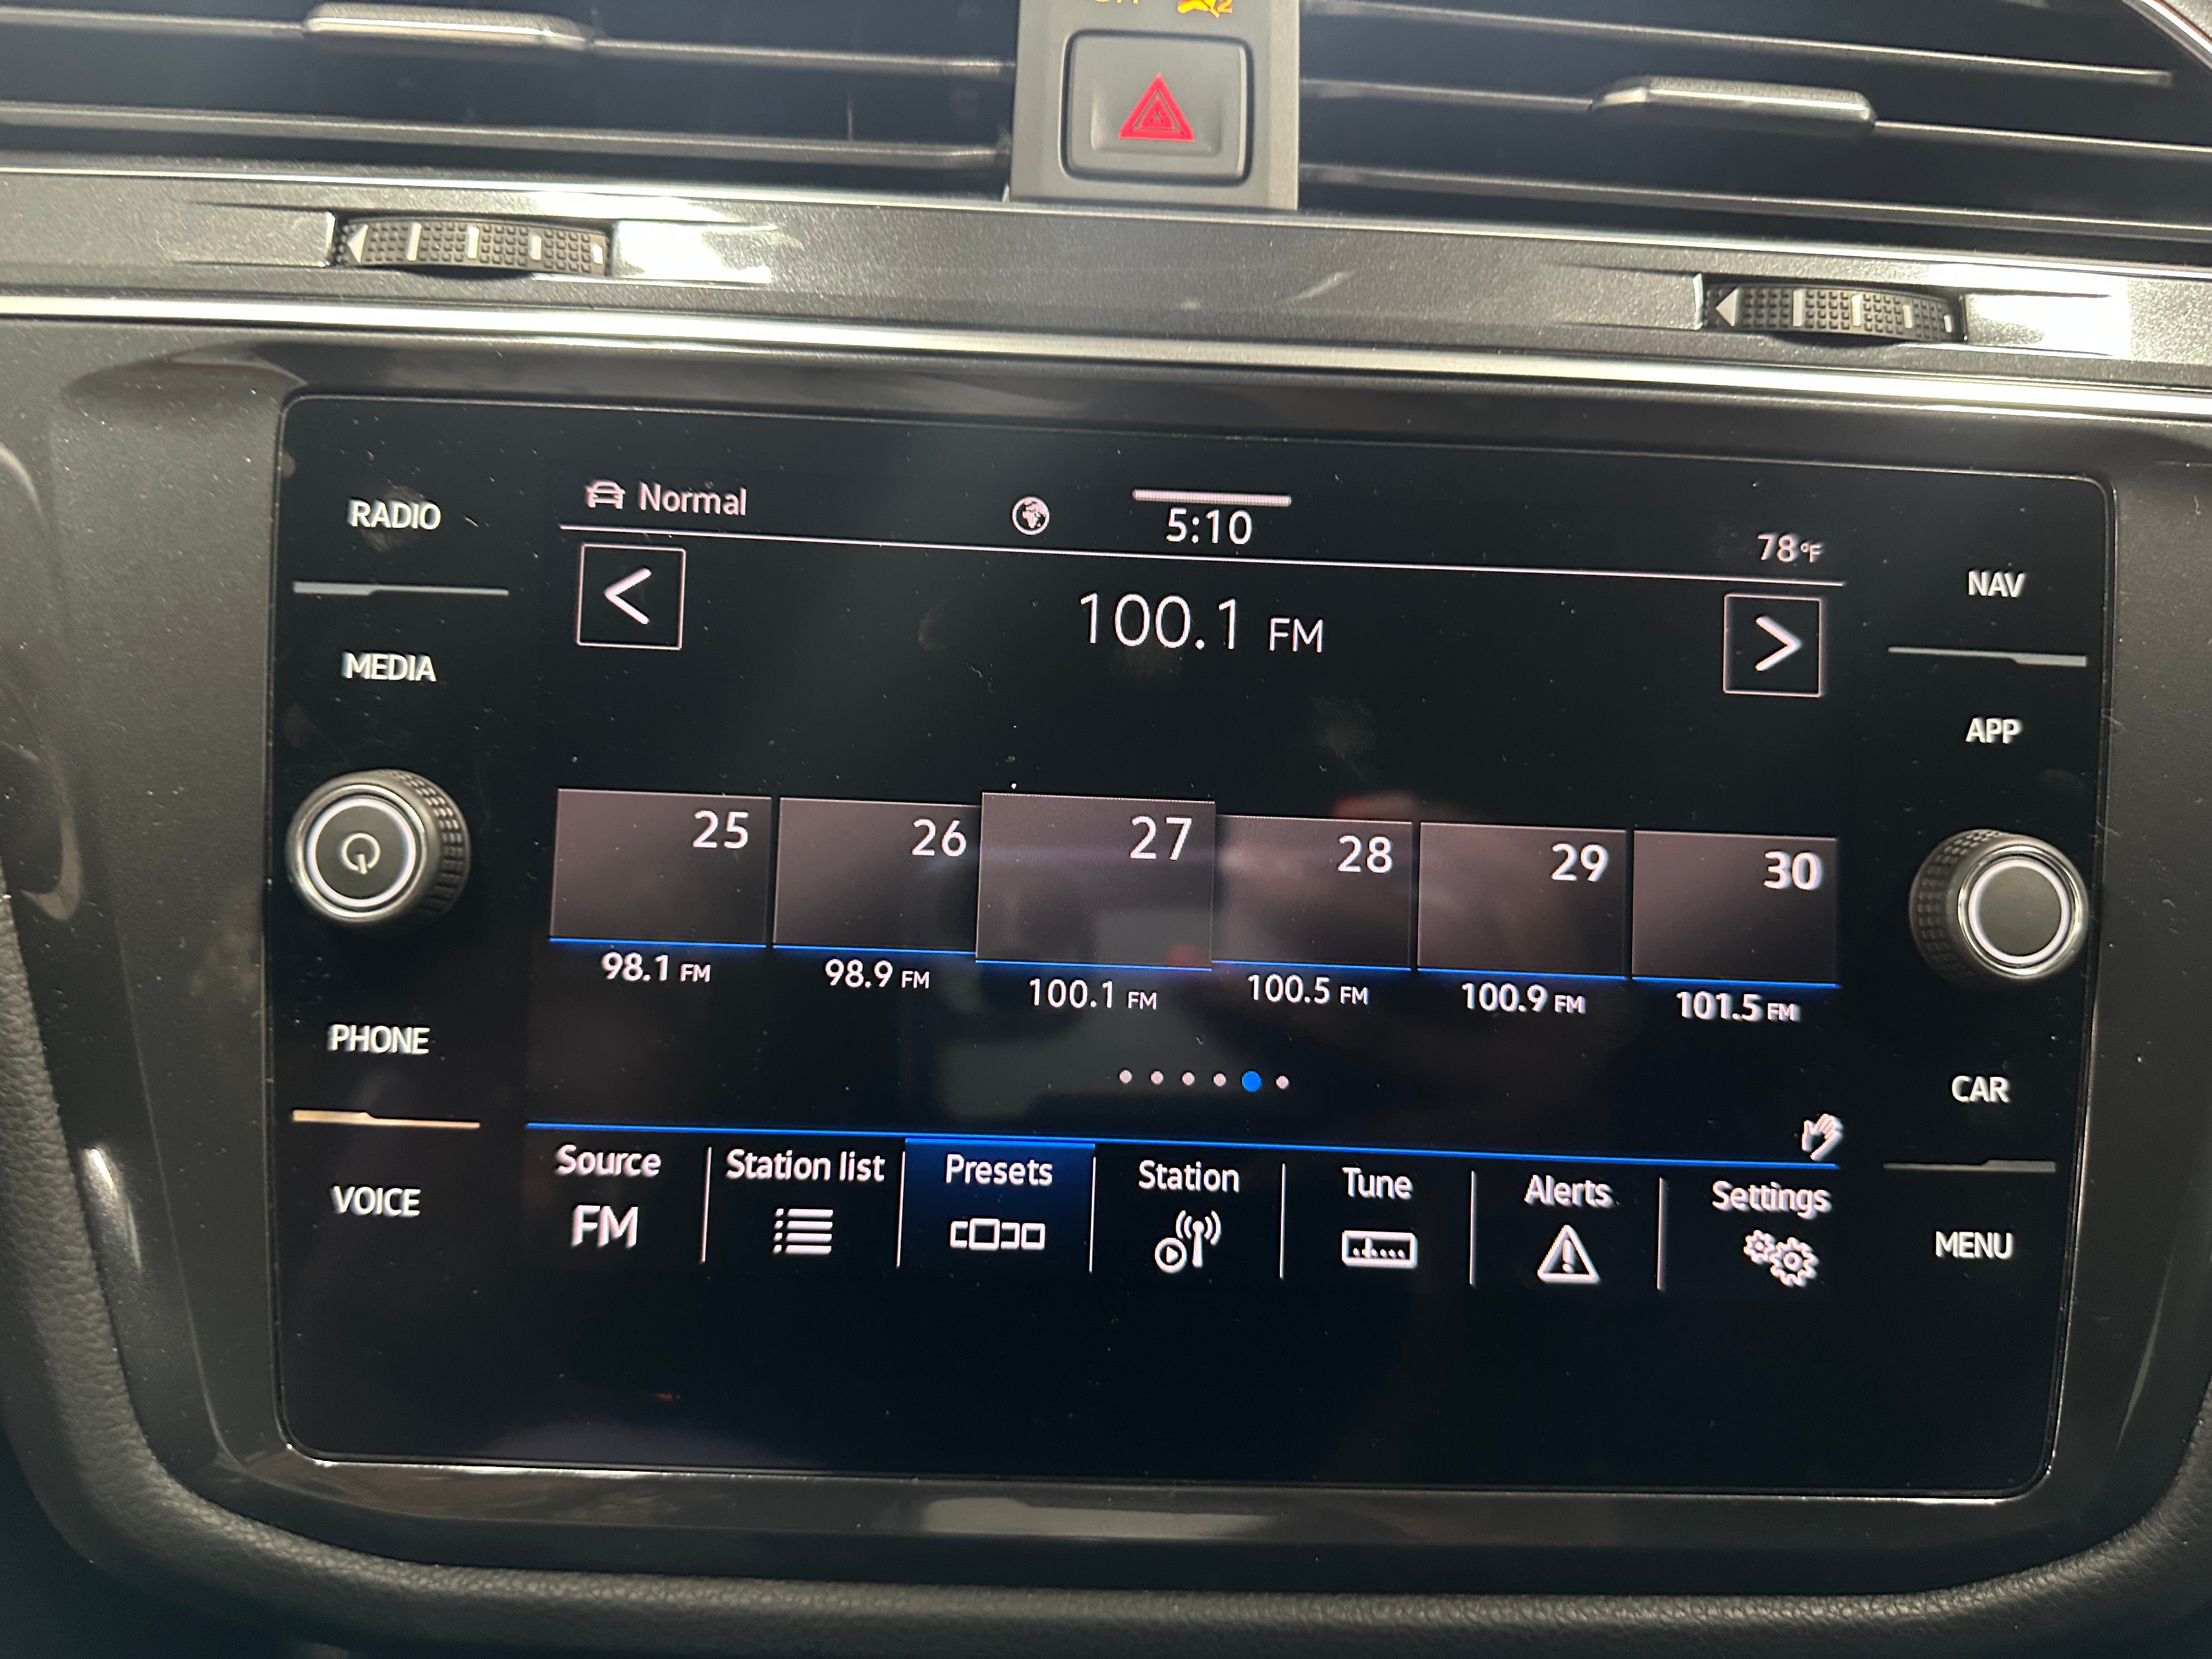 RADIO
MEDIA
PHONE
VOICE
Normal
5:10
78°F
100.1 FM
25 26 27 28 29 30
98.1 FM 98.9 FM 100.1 FM 100.5 FM 100.9 FM 101.5 FM
Source Station list Presets Station Tune Alerts Settings
FM
NAV
APP
CAR
MENU